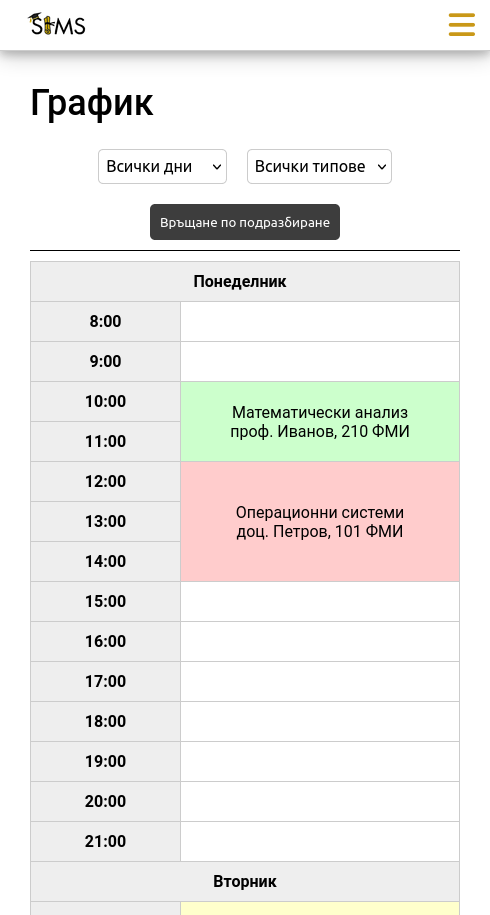 SIMS
График
Всички дни
Всички типове
Връщане по подразбиране
Понеделник
8:00
9:00
10:00
Математически анализ
проф. Иванов, 210 ФМИ
11:00
12:00
Операционни системи
доц. Петров, 101 ФМИ
13:00
14:00
15:00
16:00
17:00
18:00
19:00
20:00
21:00
Вторник